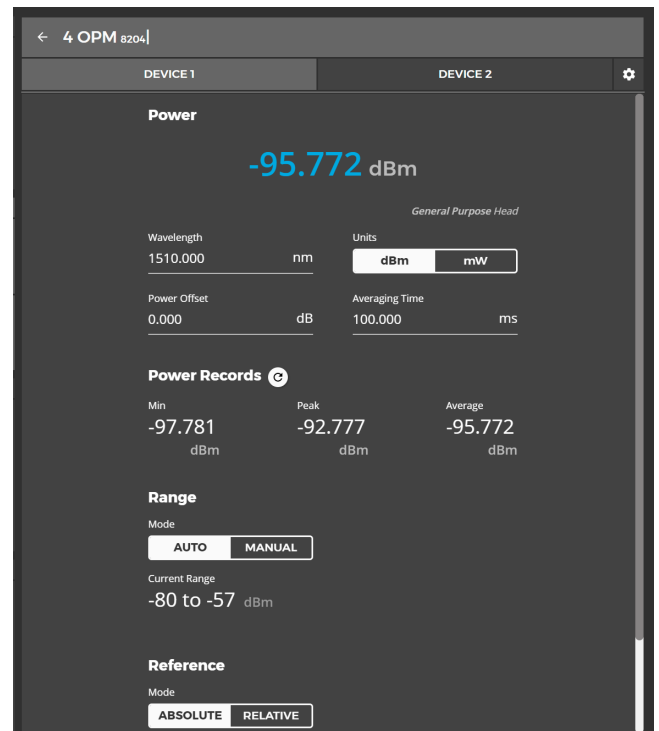 ← 4 OPM 8204
DEVICE 1 DEVICE 2
Power
-95.772 dBm
General Purpose Head
Wavelength Units
1510.000 nm dBm mW
Power Offset Averaging Time
0.000 dB 100.000 ms
Power Records
Min Peak Average
-97.781 -92.777 -95.772
dBm dBm dBm
Range
Mode
AUTO MANUAL
Current Range
-80 to -57 dBm
Reference
Mode
ABSOLUTE RELATIVE